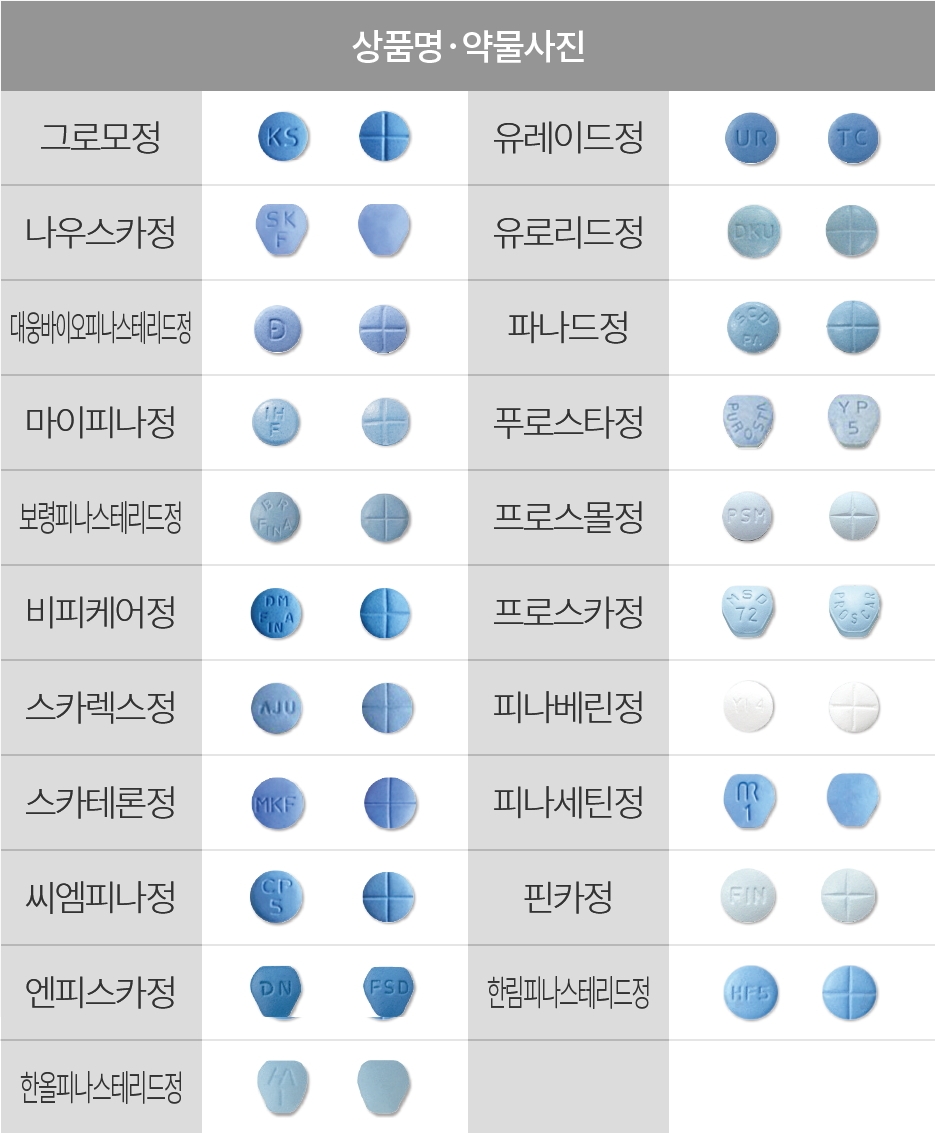 상품명·약물사진
그로모정 KS 유레이드정 UR TC
나우스카정 SK F 유로리드정 DKU
대웅바이오피나스테리드정 D 파나드정 SCD PA
마이피나정 IH F 푸로스타정 PUROSTA YP 5
보령피나스테리드정 BR FINA 프로스몰정 PSM
비피케어정 DM FINA 프로스카정 MSD 72 PROSCAR
스카렉스정 AJU 피나베린정
스카테론정 MKF 피나세틴정 1
씨엠피나정 CP 5 핀카정 FIN
엔피스카정 DN FSD 한림피나스테리드정 HF5
한올피나스테리드정